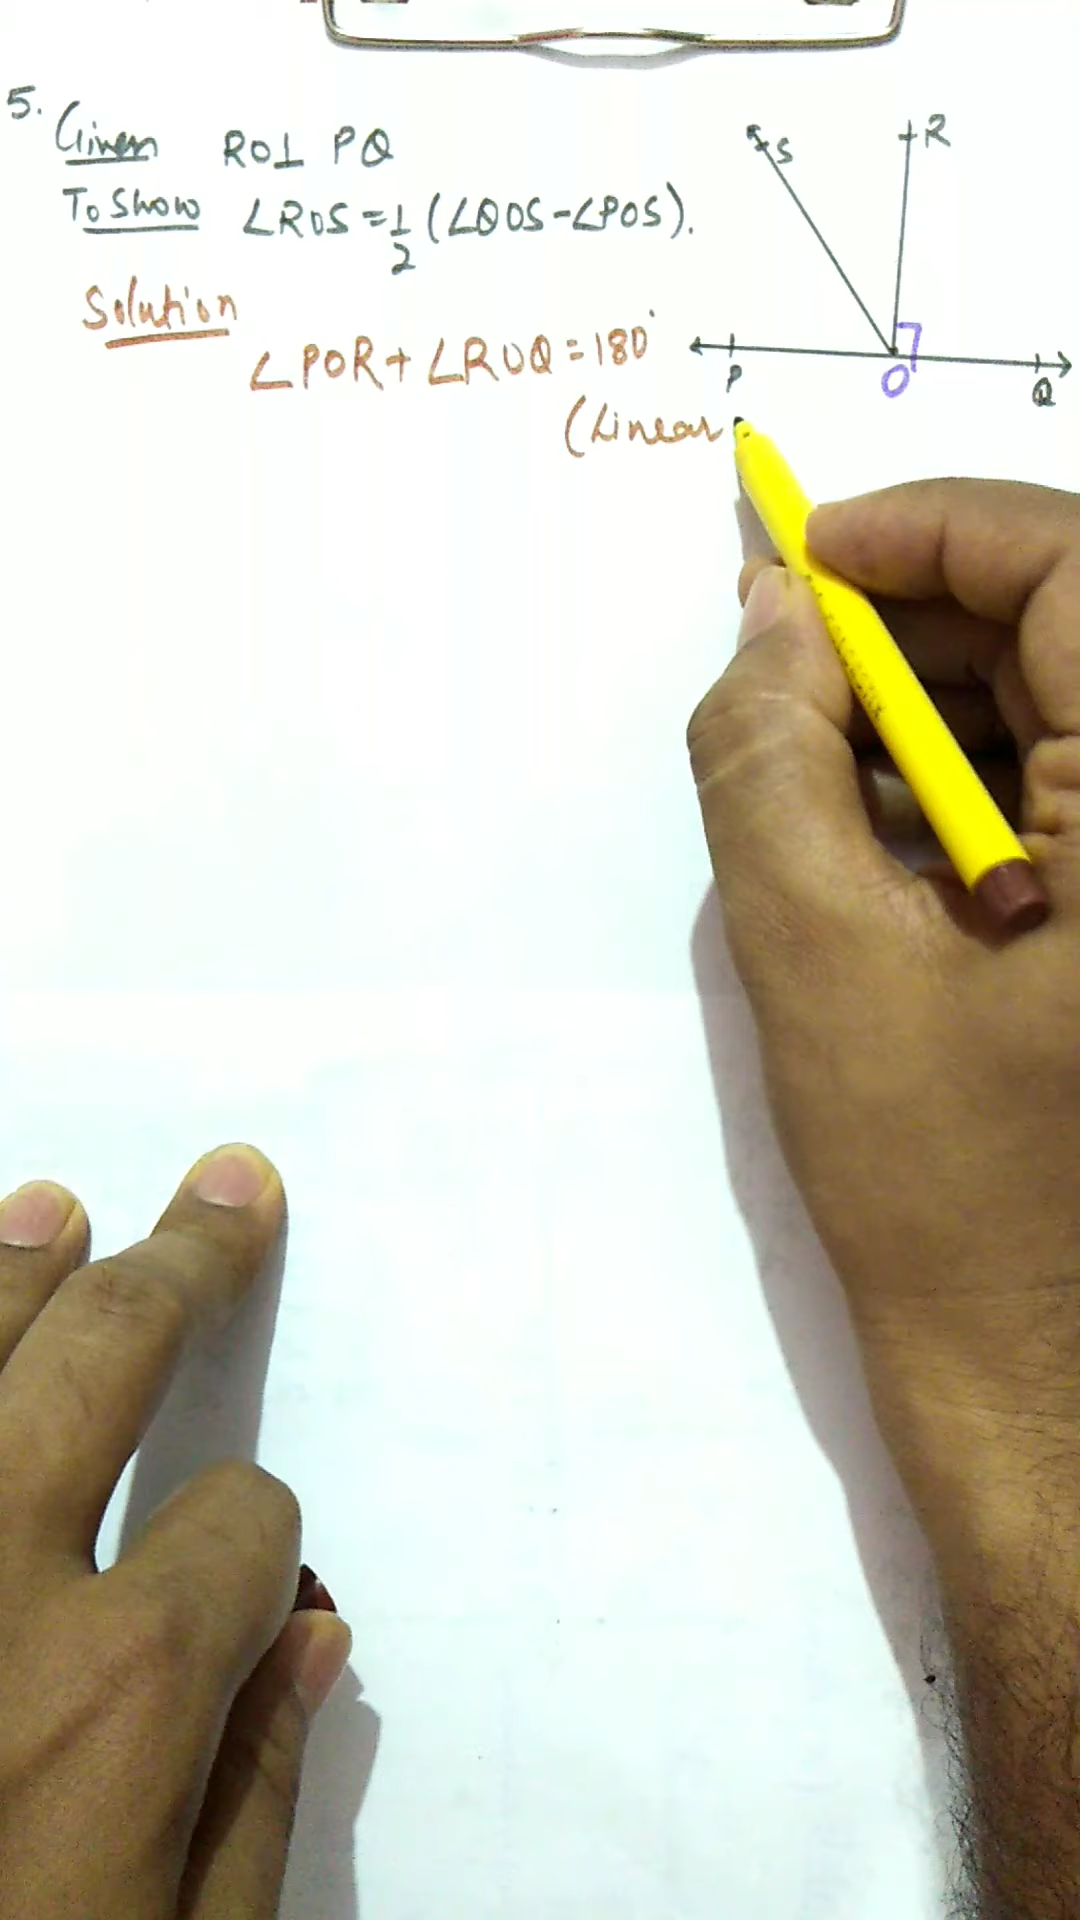 5.
Given RO⊥ PQ
To Show ∠ROS = 1/2 (∠QOS - ∠POS).
Solution
∠POR + ∠ROQ = 180°
(Linear
S
R
P
O
Q